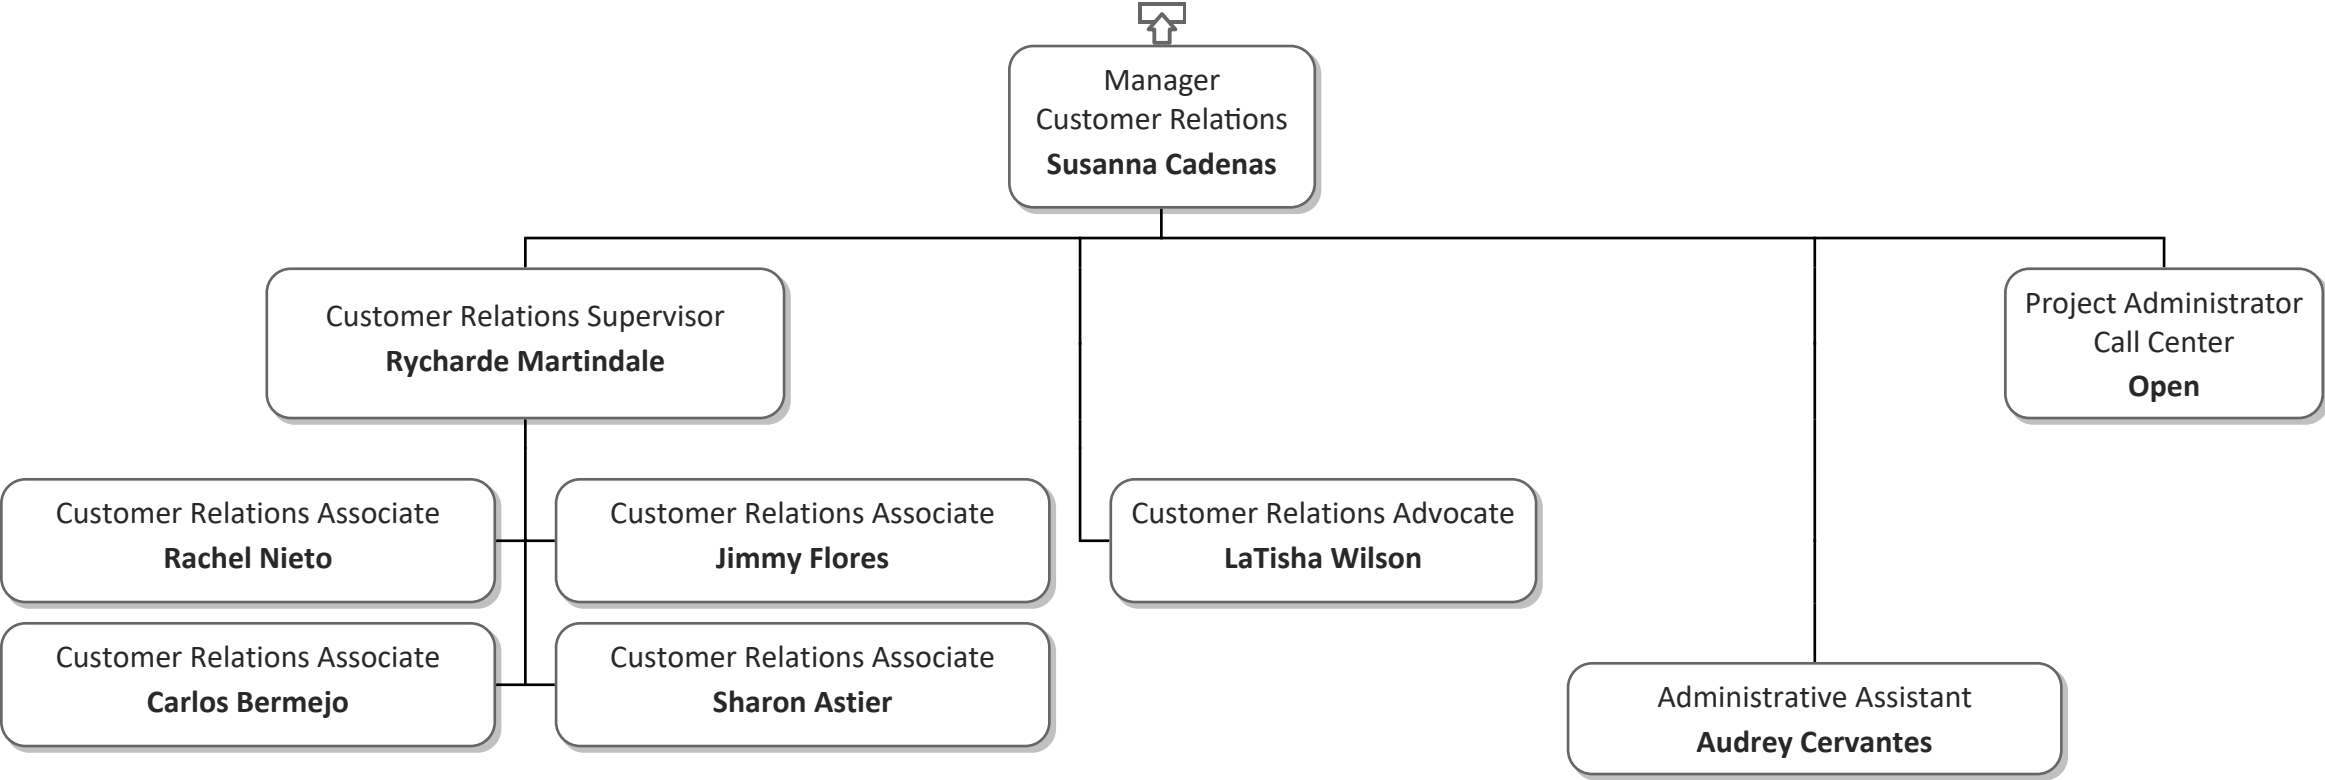 Manager
Customer Relations
Susanna Cadenas
Customer Relations Supervisor
Rycharde Martindale
Project Administrator
Call Center
Open
Customer Relations Associate
Rachel Nieto
Customer Relations Associate
Jimmy Flores
Customer Relations Advocate
LaTisha Wilson
Customer Relations Associate
Carlos Bermejo
Customer Relations Associate
Sharon Astier
Administrative Assistant
Audrey Cervantes